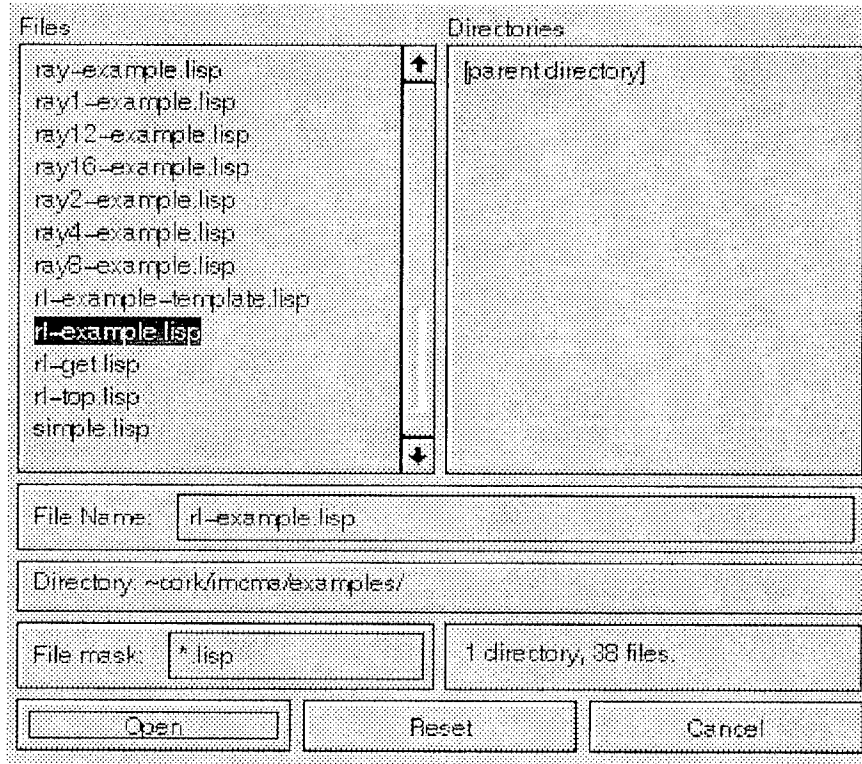 Files
ray-example.lisp
ray1-example.lisp
ray12-example.lisp
ray16-example.lisp
ray2-example.lisp
ray4-example.lisp
ray8-example.lisp
rl-example-template.lisp
rl-example.lisp
rl-get.lisp
rl-top.lisp
simple.lisp
Directories
[parent directory]
File Name: rl-example.lisp
Directory: ~cork/imcma/examples/
File mask: *.lisp
1 directory, 38 files.
Open Reset Cancel